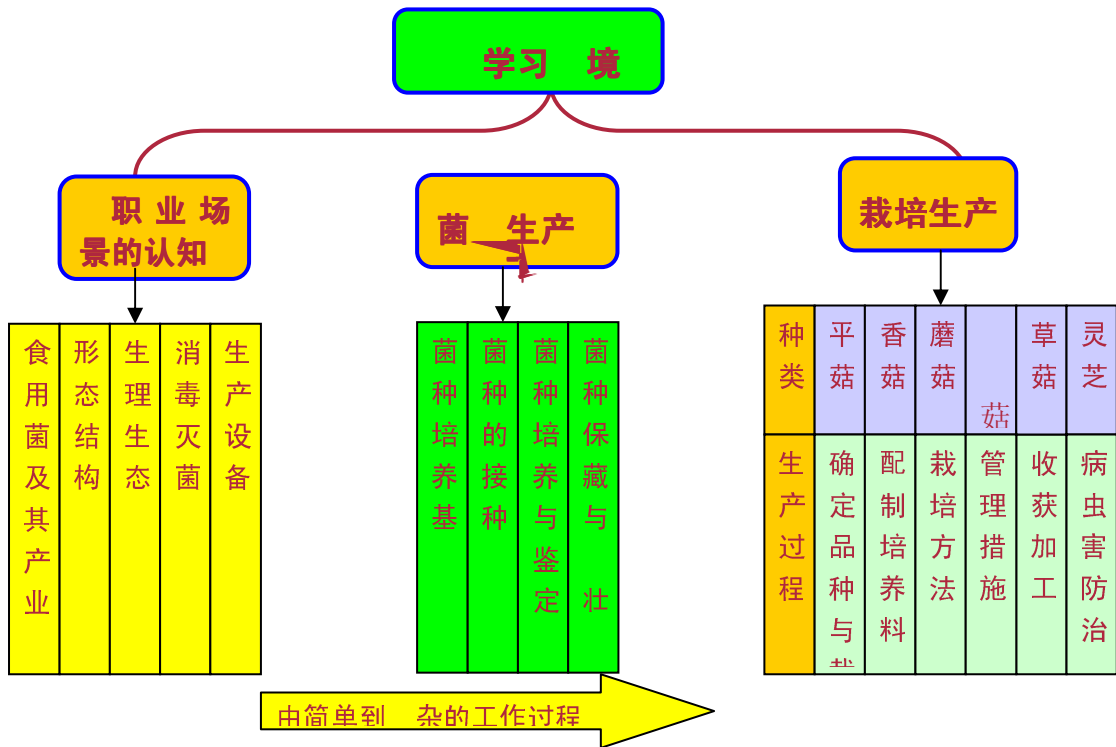 学习 境
职 业 场
景的认知
菌 生产
栽培生产
食用菌及其产业
形态结构
生理生态
消毒灭菌
生产设备
菌种培养基
菌种的接种
菌种培养与鉴定
菌种保藏与 壮
种类
平菇
香菇
蘑菇
菇
草菇
灵芝
生产过程
确定品种与栽
配制培养料
栽培方法
管理措施
收获加工
病虫害防治
由简单到 杂的工作过程